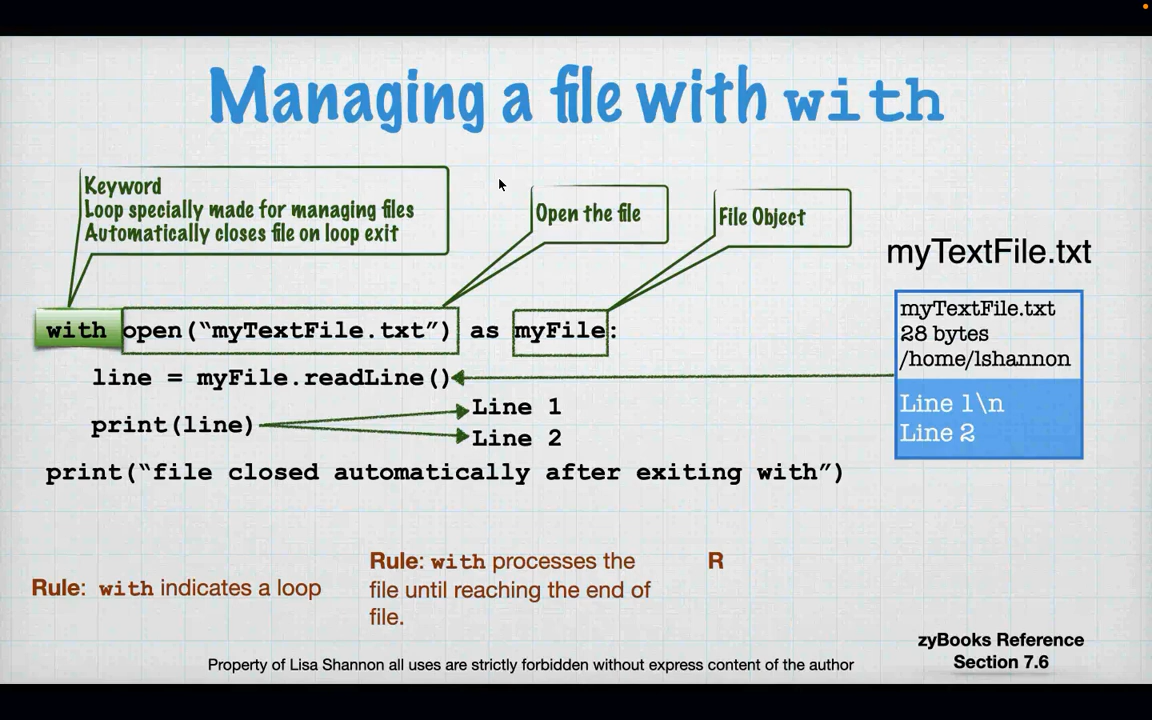 Managing a file with with
Keyword
Loop specially made for managing files
Automatically closes file on loop exit
Open the file
File Object
myTextFile.txt
with open(“myTextFile.txt”) as myFile:
line = myFile.readLine()
print(line)
Line 1
Line 2
print(“file closed automatically after exiting with”)
myTextFile.txt
28 bytes
/home/lshannon
Line 1\n
Line 2
Rule: with indicates a loop
Rule: with processes the
file until reaching the end of
file.
R
zyBooks Reference
Section 7.6
Property of Lisa Shannon all uses are strictly forbidden without express content of the author